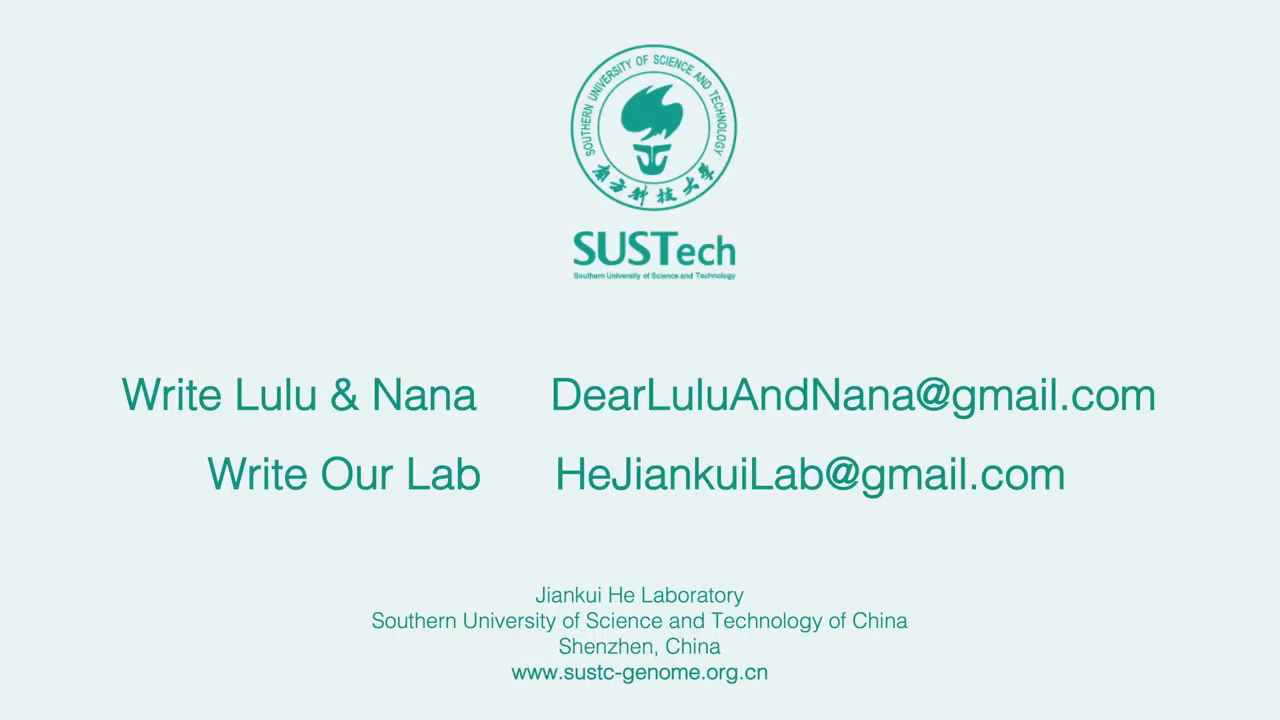 SOUTHERN UNIVERSITY OF SCIENCE AND TECHNOLOGY
南方科技大学
SUSTech
Southern University of Science and Technology
Write Lulu & Nana DearLuluAndNana@gmail.com
Write Our Lab HeJiankuiLab@gmail.com
Jiankui He Laboratory
Southern University of Science and Technology of China
Shenzhen, China
www.sustc-genome.org.cn